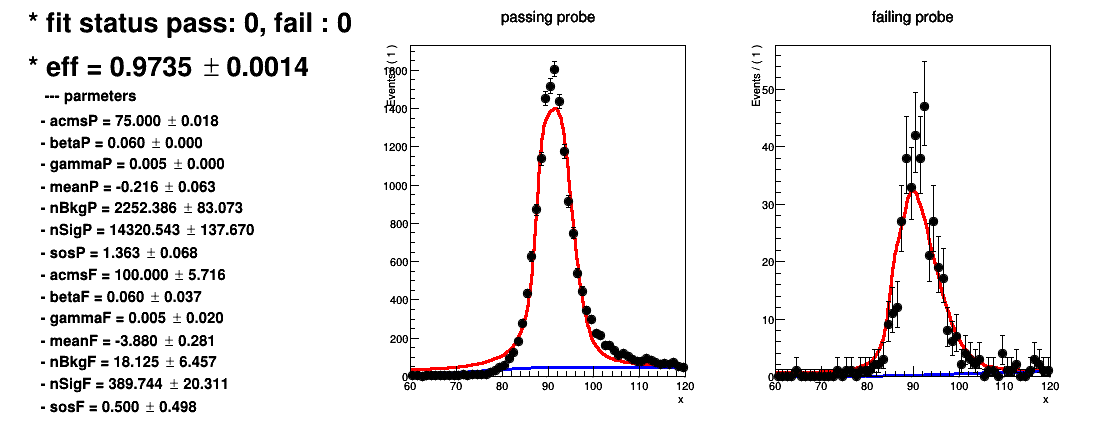 * fit status pass: 0, fail : 0
* eff = 0.9735 ± 0.0014
--- parmeters
- acmsP = 75.000 ± 0.018
- betaP = 0.060 ± 0.000
- gammaP = 0.005 ± 0.000
- meanP = -0.216 ± 0.063
- nBkgP = 2252.386 ± 83.073
- nSigP = 14320.543 ± 137.670
- sosP = 1.363 ± 0.068
- acmsF = 100.000 ± 5.716
- betaF = 0.060 ± 0.037
- gammaF = 0.005 ± 0.020
- meanF = -3.880 ± 0.281
- nBkgF = 18.125 ± 6.457
- nSigF = 389.744 ± 20.311
- sosF = 0.500 ± 0.498
passing probe
Events / ( 1 )
1600
1400
1200
1000
800
600
400
200
0
60 70 80 90 100 110 120
x
failing probe
Events / ( 1 )
50
40
30
20
10
0
60 70 80 90 100 110 120
x